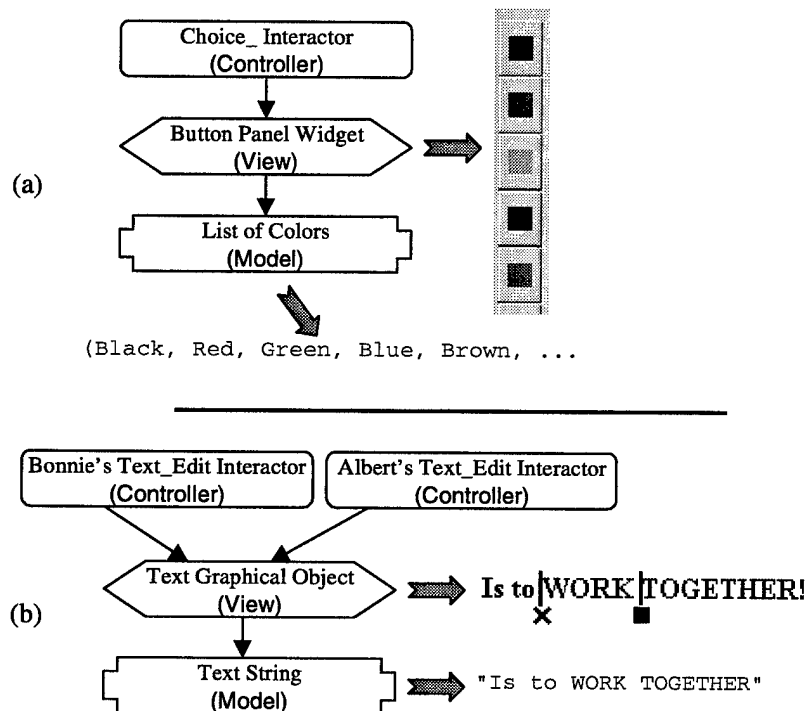 Choice_ Interactor
(Controller)
Button Panel Widget
(View)
(a)
List of Colors
(Model)
(Black, Red, Green, Blue, Brown, ...
Bonnie's Text_Edit Interactor
(Controller)
Albert's Text_Edit Interactor
(Controller)
Text Graphical Object
(View)
Is to WORK TOGETHER!
(b)
Text String
(Model)
"Is to WORK TOGETHER"